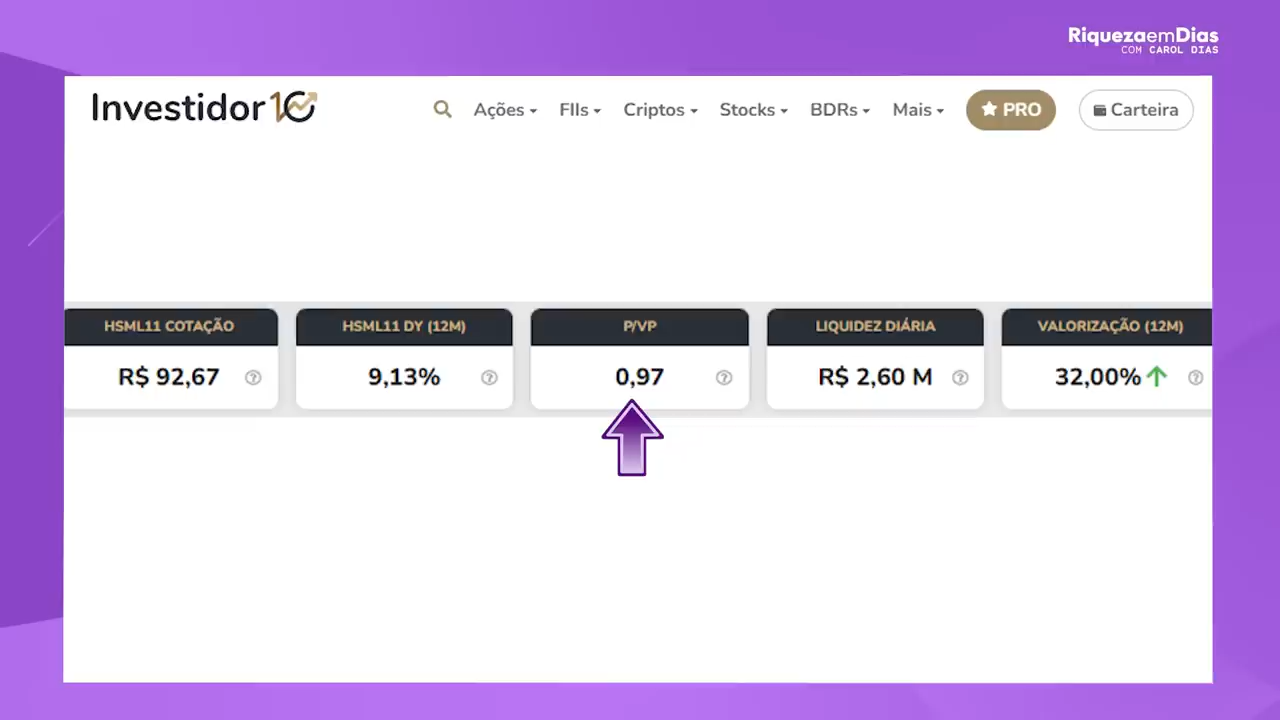 RiquezaemDias
COM CAROL DIAS
Investidor10
Ações
FIIs
Criptos
Stocks
BDRs
Mais
PRO
Carteira
HSML11 COTAÇÃO
R$ 92,67
HSML11 DY (12M)
9,13%
P/VP
0,97
LIQUIDEZ DIÁRIA
R$ 2,60 M
VALORIZAÇÃO (12M)
32,00%